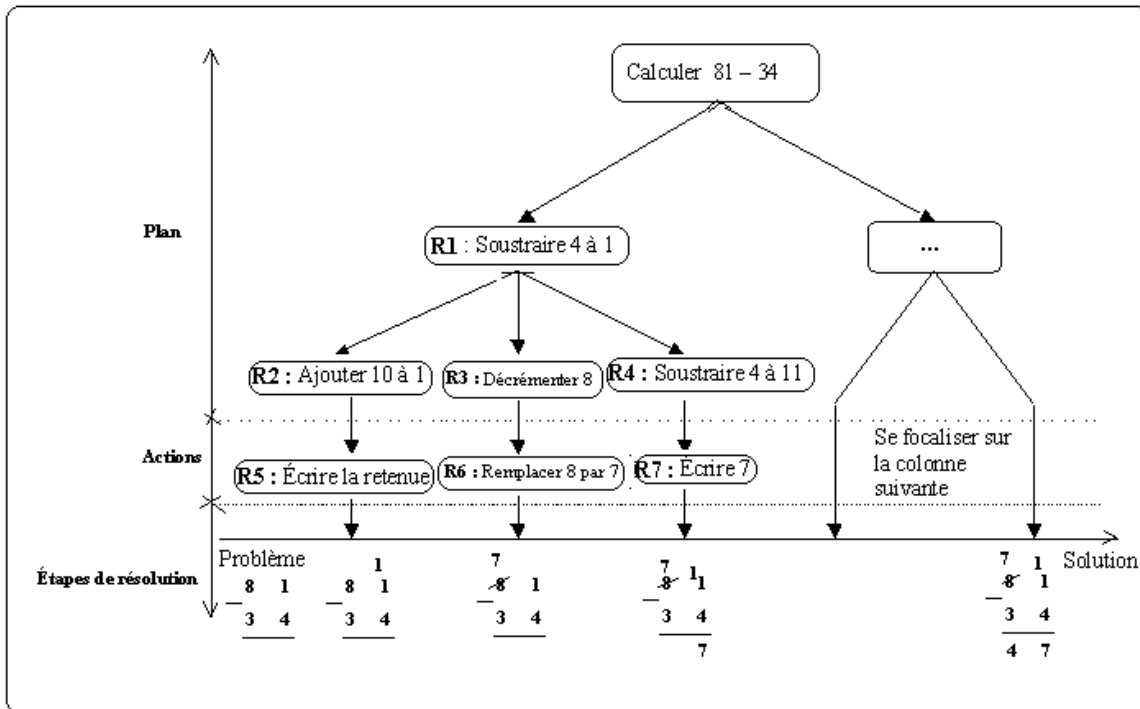 Calculer 81 – 34
Plan
R1 : Soustraire 4 à 1
...
R2 : Ajouter 10 à 1
R3 : Décrémenter 8
R4 : Soustraire 4 à 11
Actions
Se focaliser sur
la colonne
suivante
R5 : Écrire la retenue
R6 : Remplacer 8 par 7
R7 : Écrire 7
Étapes de résolution
Problème
Solution
8 1
– 3 4
1
8 1
– 3 4
7
8 1
– 3 4
7 1
8 1
– 3 4
7
7 1
8 1
– 3 4
4 7